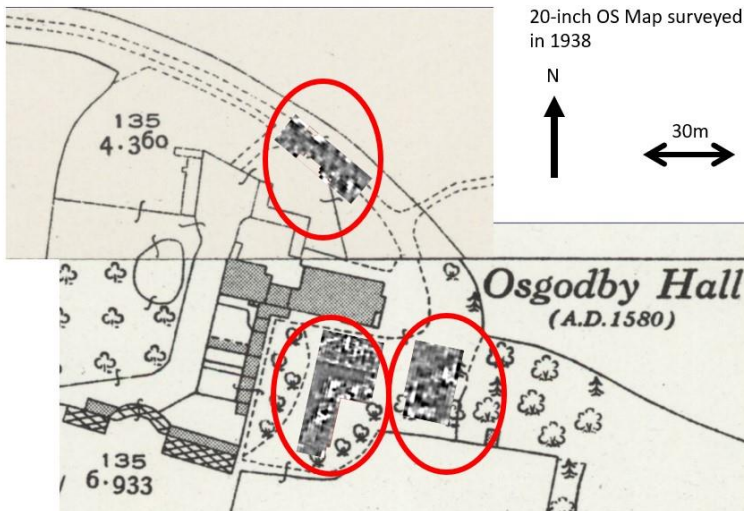 20-inch OS Map surveyed
in 1938
N
30m
135
4.360
Osgodby Hall
(A.D.1580)
135
6.933